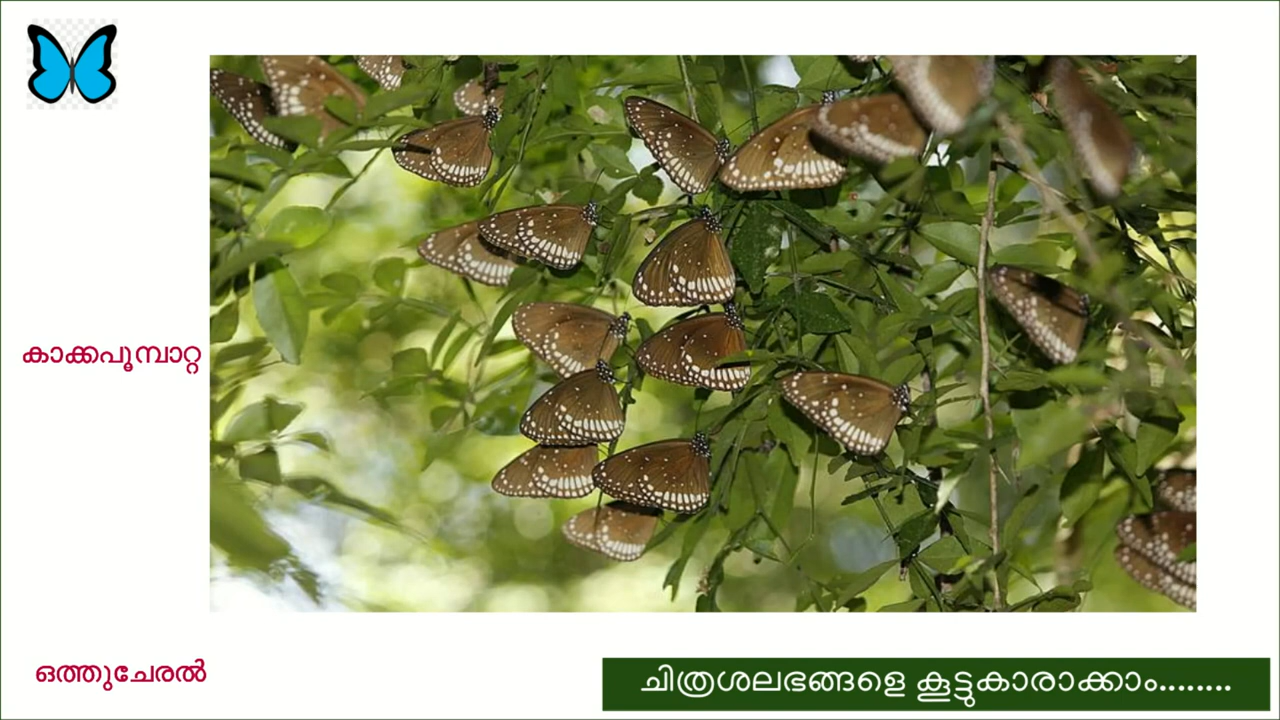 കാക്കപൂമ്പാറ്റ
ഒത്തുചേരൽ
ചിത്രശലഭങ്ങളെ കൂട്ടുകാരാക്കാം........